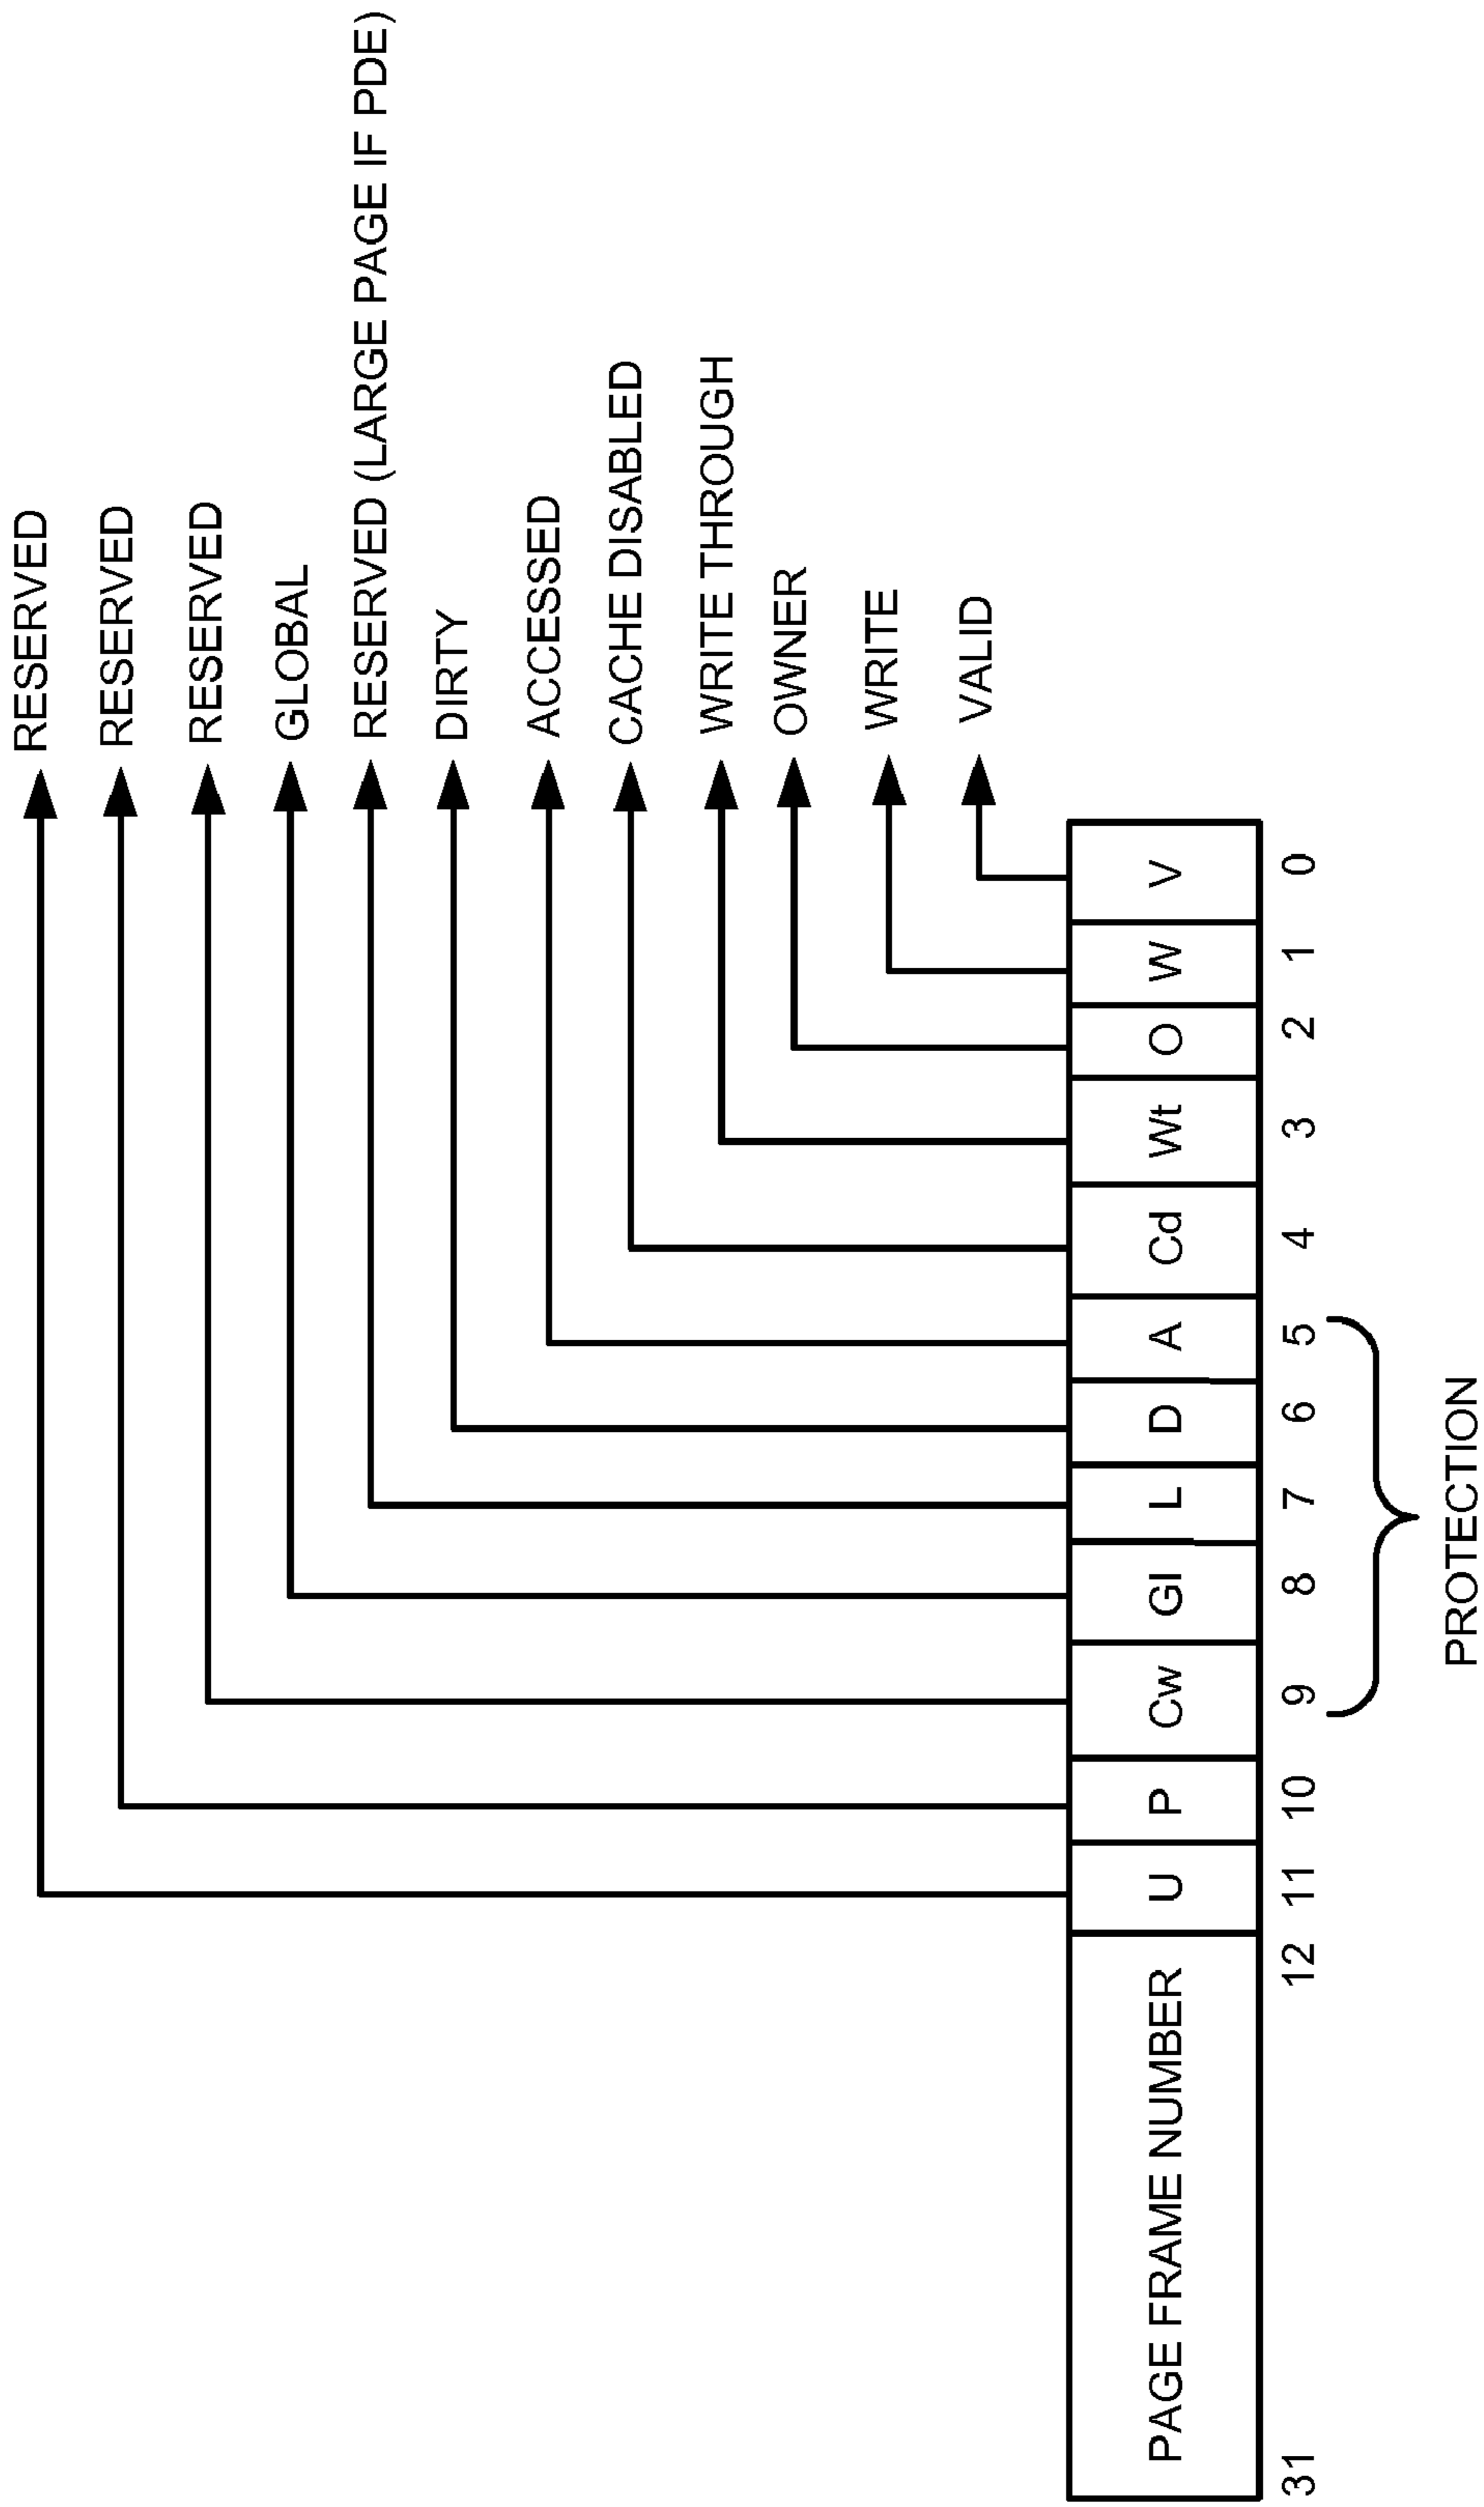 RESERVED
RESERVED
RESERVED
GLOBAL
RESERVED (LARGE PAGE IF PDE)
DIRTY
ACCESSED
CACHE DISABLED
WRITE THROUGH
OWNER
WRITE
VALID
PAGE FRAME NUMBER U P Cw Gl L D A Cd Wt O W V
31 12 11 10 9 8 7 6 5 4 3 2 1 0
PROTECTION